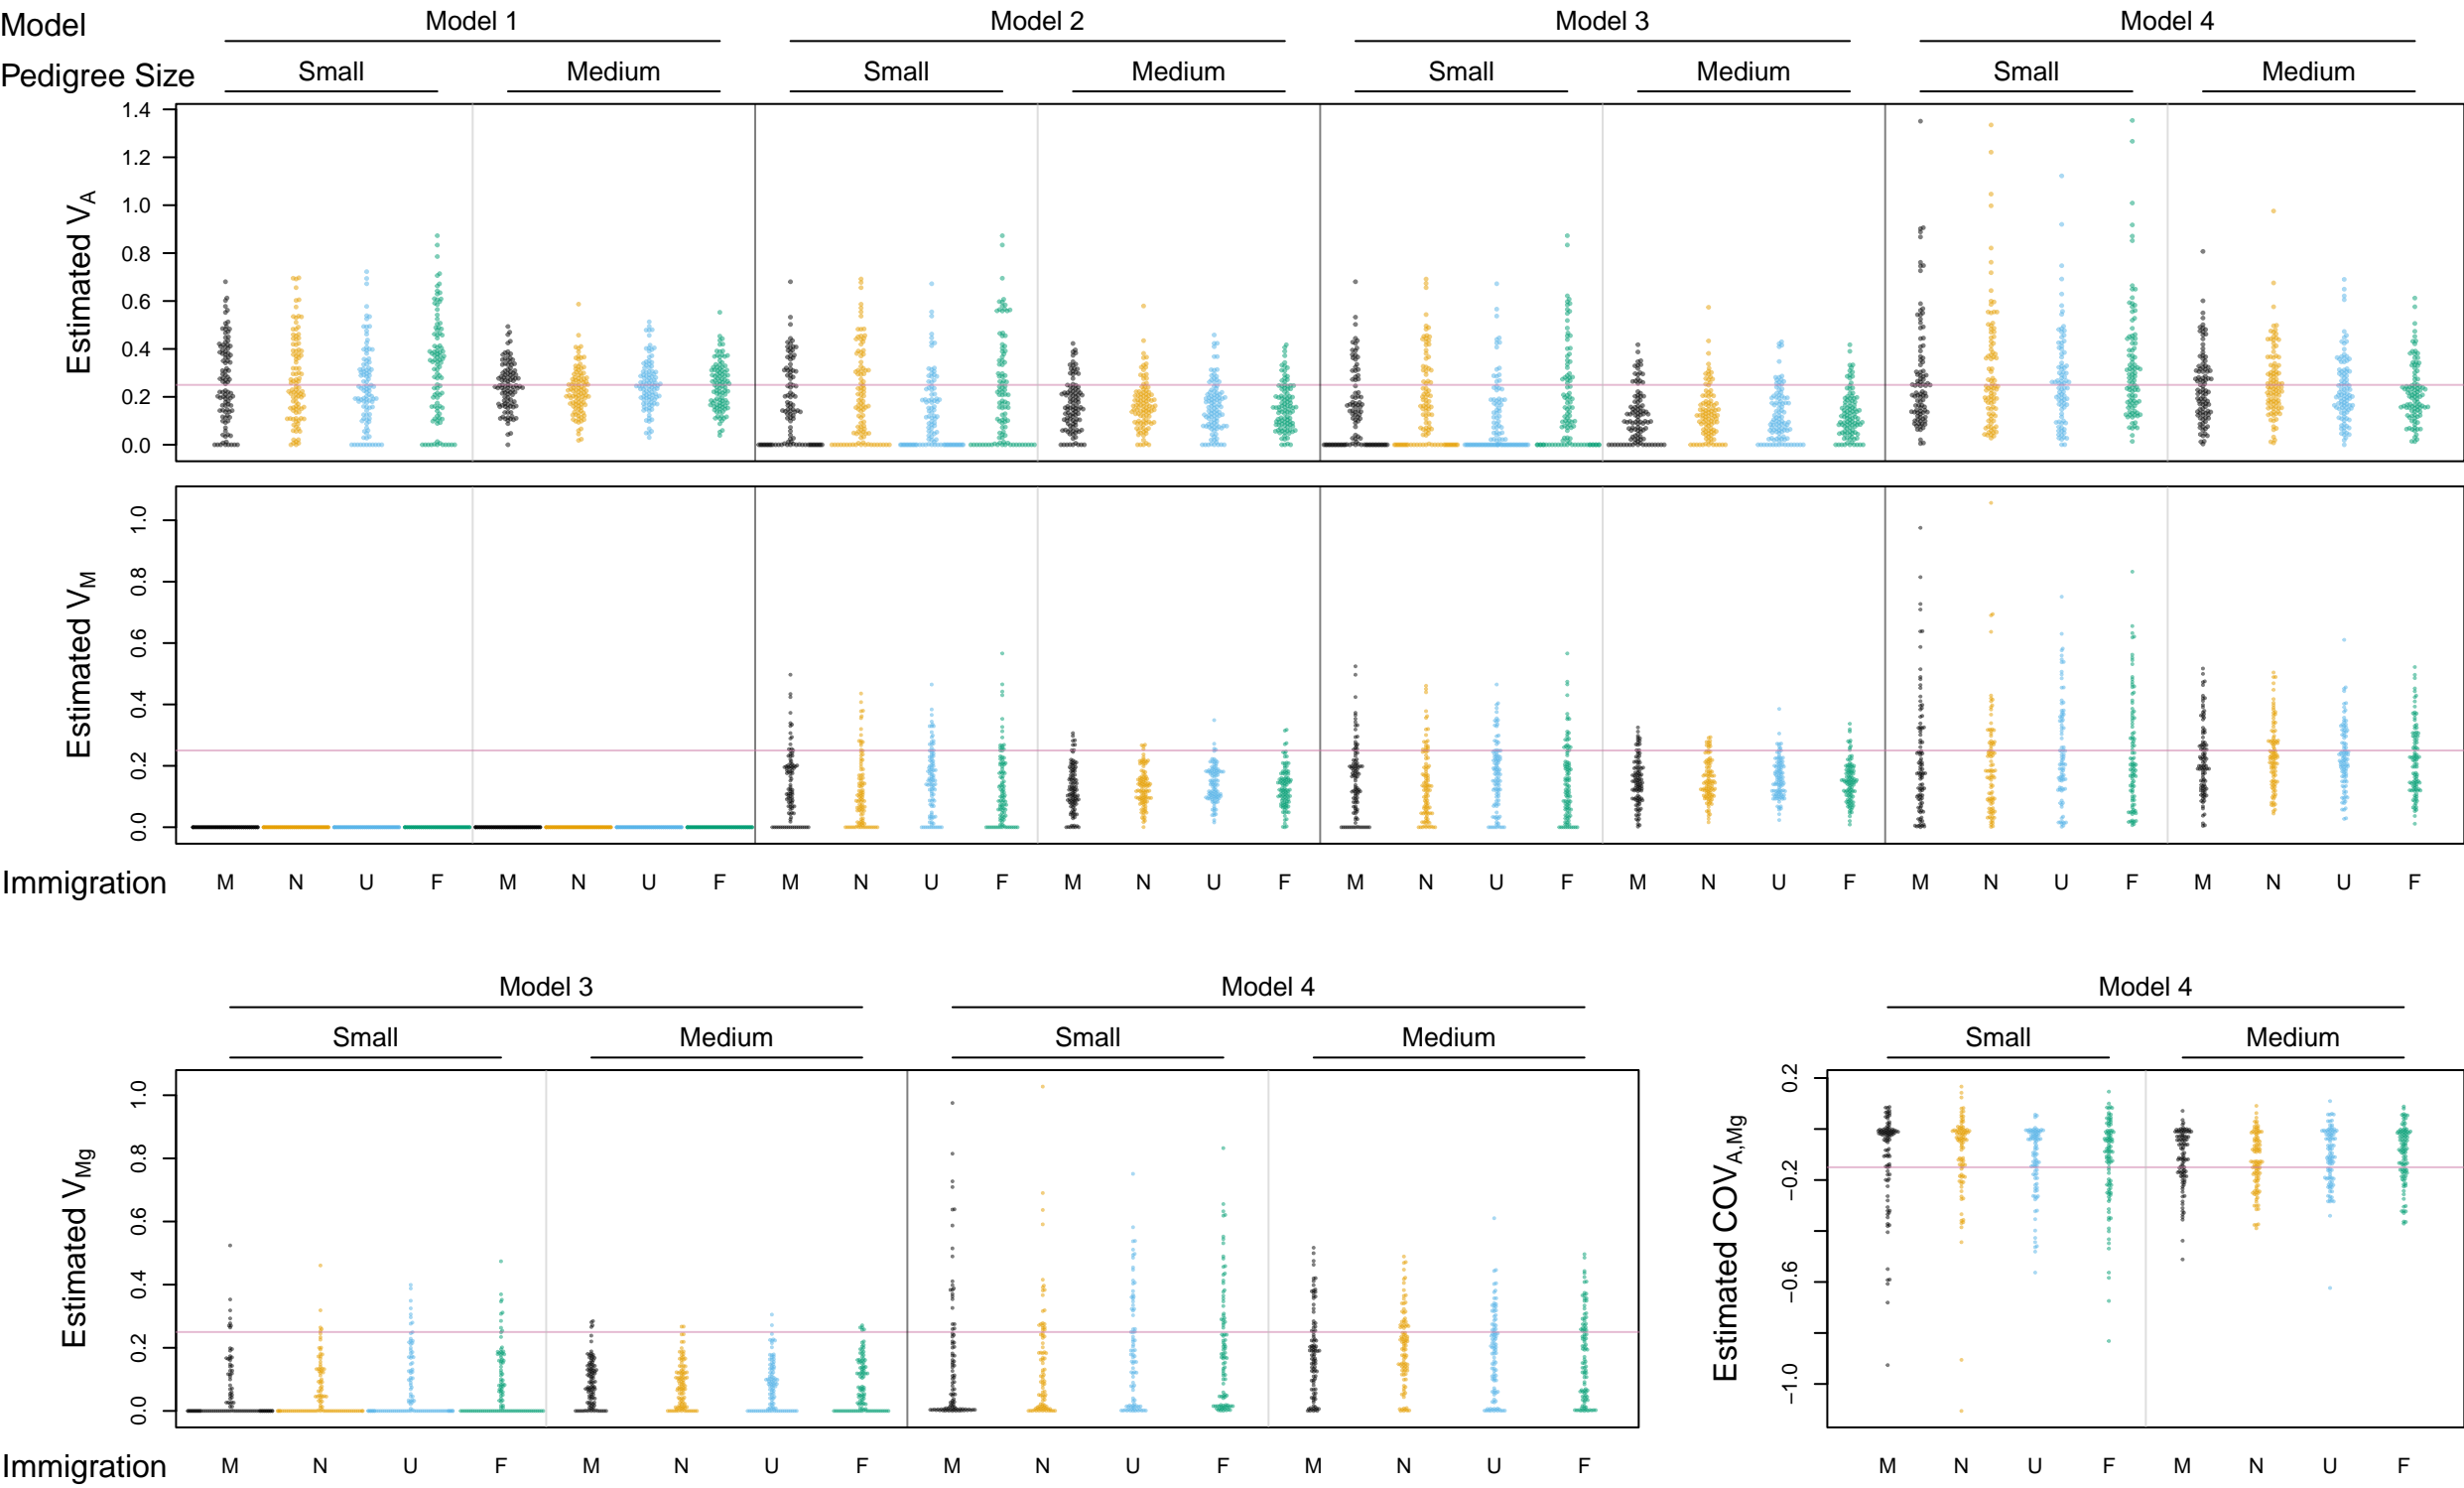 Model Model 1 Model 2 Model 3 Model 4
Pedigree Size Small Medium Small Medium Small Medium Small Medium
Estimated V_A
1.4
1.2
1.0
0.8
0.6
0.4
0.2
0.0
Estimated V_M
1.0
0.8
0.6
0.4
0.2
0.0
Immigration M N U F M N U F M N U F M N U F M N U F M N U F M N U F M N U F
Model 3 Model 4
Small Medium Small Medium
Estimated V_Mg
1.0
0.8
0.6
0.4
0.2
0.0
Immigration M N U F M N U F M N U F M N U F
Model 4
Small Medium
Estimated COV_A,Mg
0.2
−0.2
−0.6
−1.0
M N U F M N U F